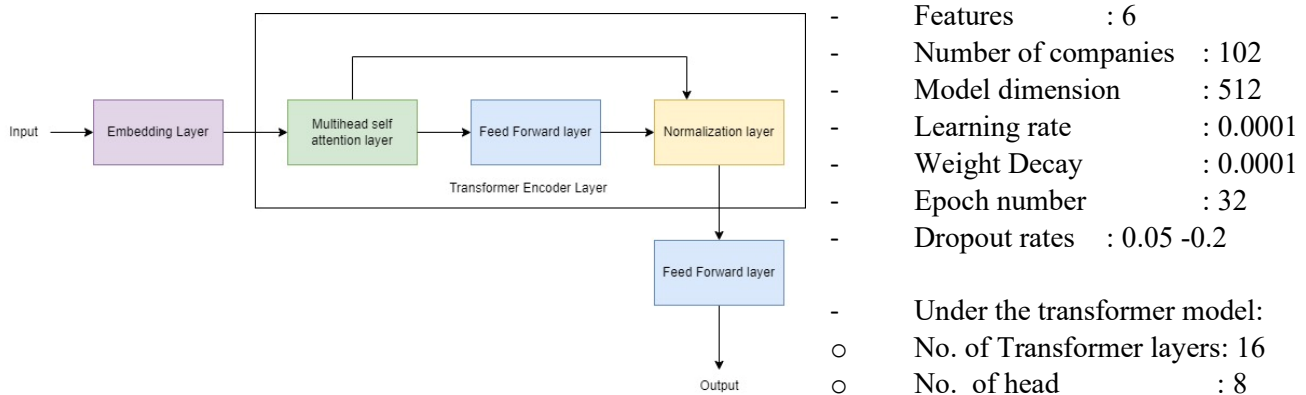 Input
Embedding Layer
Multihead self
attention layer
Feed Forward layer
Normalization layer
Transformer Encoder Layer
Feed Forward layer
Output
- Features : 6
- Number of companies : 102
- Model dimension : 512
- Learning rate : 0.0001
- Weight Decay : 0.0001
- Epoch number : 32
- Dropout rates : 0.05 -0.2
- Under the transformer model:
o No. of Transformer layers: 16
o No. of head : 8